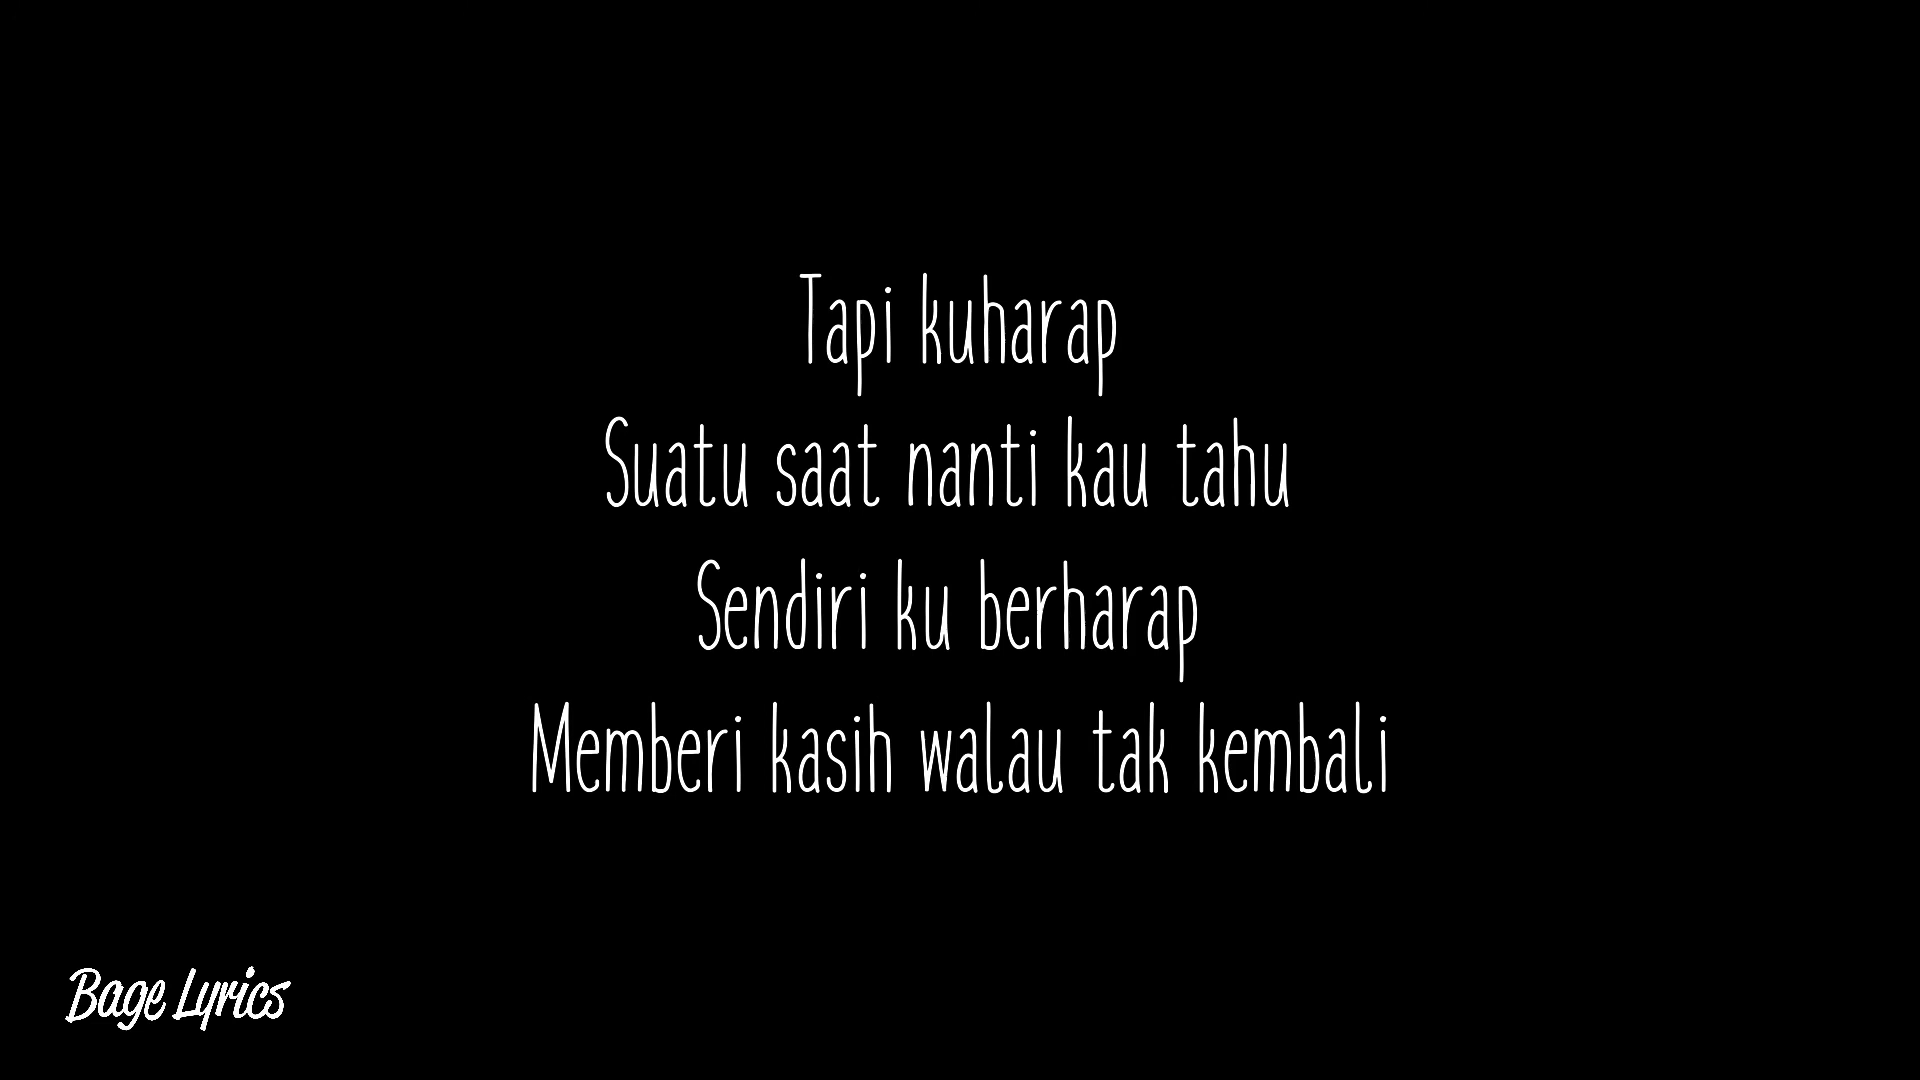 Tapi kuharap
Suatu saat nanti kau tahu
Sendiri ku berharap
Memberi kasih walau tak kembali
Bage Lyrics